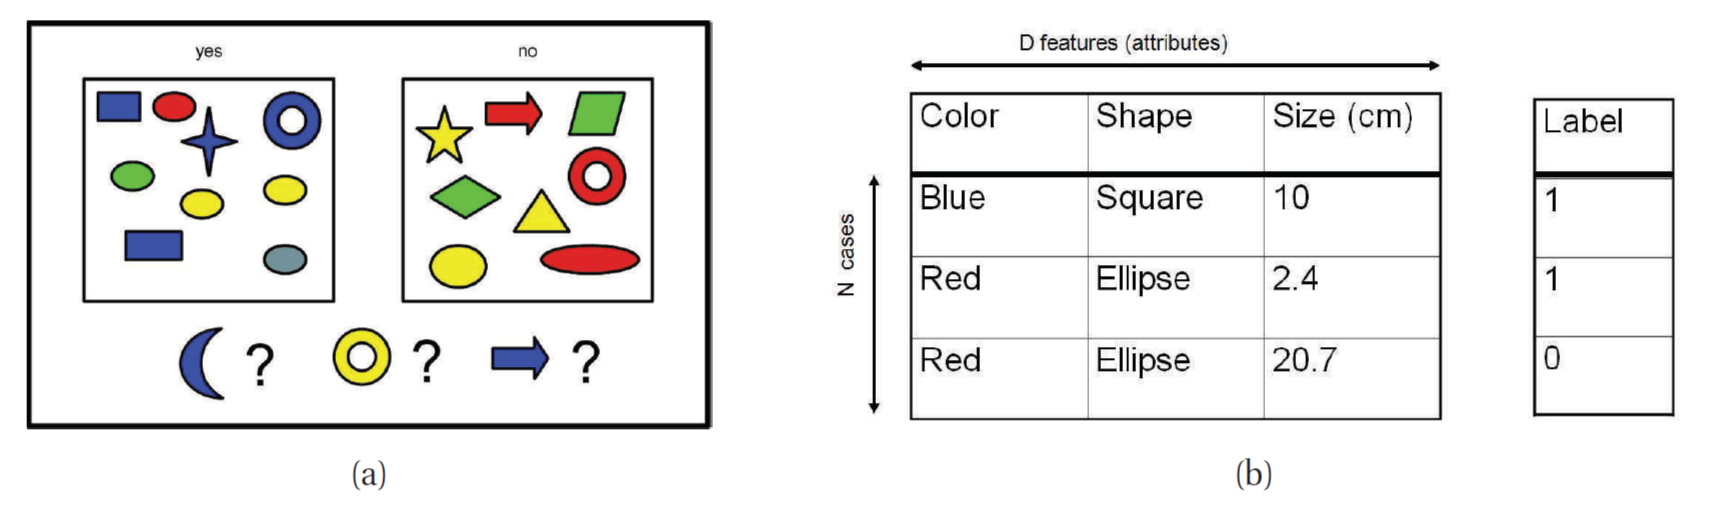 yes
no
? ? ?
(a)
D features (attributes)
N cases
Color Shape Size (cm)
Blue Square 10
Red Ellipse 2.4
Red Ellipse 20.7
Label
1
1
0
(b)